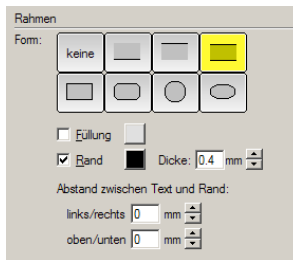 Rahmen
Form:
keine
Füllung
Rand Dicke: 0.4 mm
Abstand zwischen Text und Rand:
links/rechts 0 mm
oben/unten 0 mm